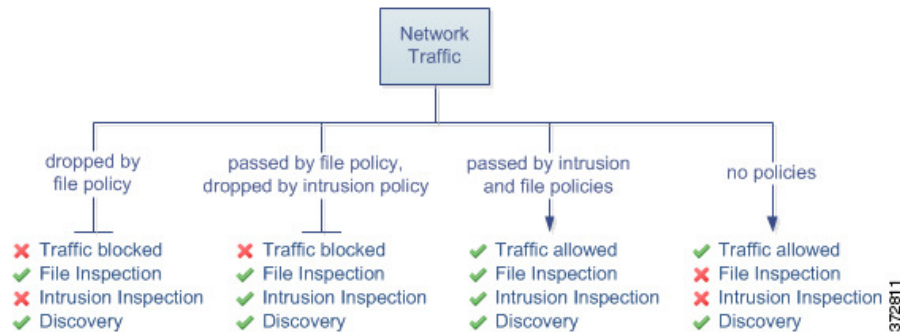 Network
Traffic
dropped by
file policy
passed by file policy,
dropped by intrusion policy
passed by intrusion
and file policies
no policies
Traffic blocked
File Inspection
Intrusion Inspection
Discovery
Traffic blocked
File Inspection
Intrusion Inspection
Discovery
Traffic allowed
File Inspection
Intrusion Inspection
Discovery
Traffic allowed
File Inspection
Intrusion Inspection
Discovery
372811